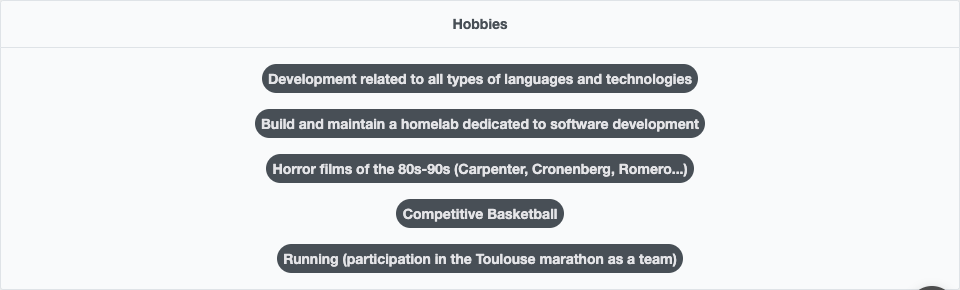 Hobbies
Development related to all types of languages and technologies
Build and maintain a homelab dedicated to software development
Horror films of the 80s-90s (Carpenter, Cronenberg, Romero...)
Competitive Basketball
Running (participation in the Toulouse marathon as a team)